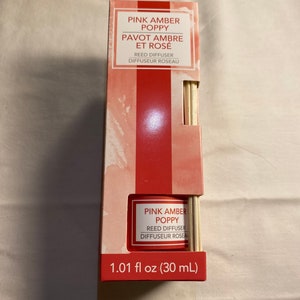 PINK AMBER
POPPY
PAVOT AMBRE
ET ROSÉ
REED DIFFUSER
DIFFUSEUR ROSEAU
PINK AMBER
POPPY
REED DIFFUSER
DIFFUSEUR ROSEAU
1.01 fl oz (30 mL)